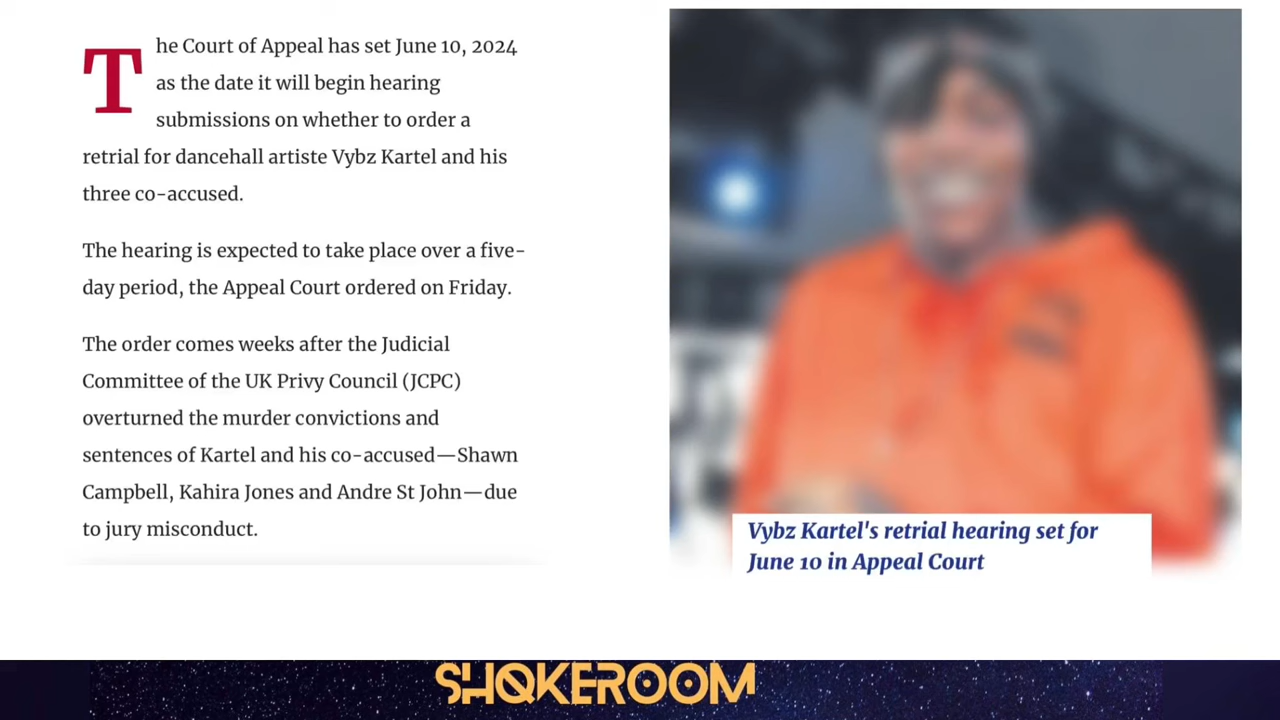 The Court of Appeal has set June 10, 2024
as the date it will begin hearing
submissions on whether to order a
retrial for dancehall artiste Vybz Kartel and his
three co-accused.
The hearing is expected to take place over a five-
day period, the Appeal Court ordered on Friday.
The order comes weeks after the Judicial
Committee of the UK Privy Council (JCPC)
overturned the murder convictions and
sentences of Kartel and his co-accused—Shawn
Campbell, Kahira Jones and Andre St John—due
to jury misconduct.
Vybz Kartel's retrial hearing set for
June 10 in Appeal Court
SHOKEROOM